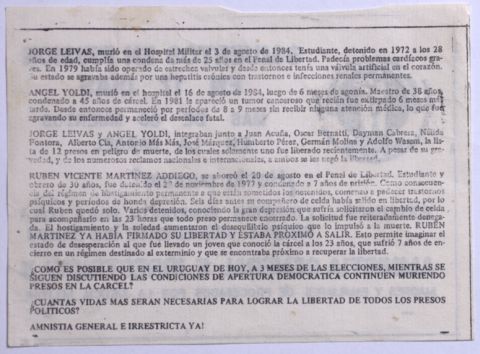 JORGE LEIVAS, murió en el Hospital Militar el 3 de agosto de 1984. Estudiante, detenido en 1972 a los 28
años de edad, cumplía una condena de más de 25 años en el Penal de Libertad. Padecía problemas cardíacos gra-
ves. En 1979 había sido operado de estrechez valvular y desde entonces tenía una válvula artificial en el corazón.
Su estado se agravaba además por una hepatitis crónica con trastornos e infecciones renales permanentes.
ANGEL YOLDI, murió en el hospital el 16 de agosto de 1984, luego de 6 meses de agonía. Maestro de 38 años,
condenado a 45 años de cárcel. En 1981 le apareció un tumor canceroso que recién fue extirpado 6 meses más
tarde. Desde entonces permaneció por períodos de 8 y 9 meses sin recibir ninguna atención médica, lo que fue
agravando su enfermedad y aceleró el desenlace fatal.
JORGE LEIVAS y ANGEL YOLDI, integraban junto a Juan Acuña, Oscar Bernatti, Dayman Cabrera, Nélida
Fontora, Alberto Cía, Antonio Más Más, José Márquez, Humberto Pérez, Germán Molles y Adolfo Wasem, la lis-
ta de 13 presos en peligro de muerte, de los cuales solamente uno fue liberado recientemente. A pesar de su gra-
vedad, y de los numerosos reclamos nacionales e internacionales, a ambos se les negó la libertad.
RUBEN VICENTE MARTINEZ ADDIEGO, se ahorcó el 20 de agosto en el Penal de Libertad. Estudiante y
obrero de 30 años, fue detenido el 2 de noviembre de 1977 y condenado a 7 años de prisión. Como consecuen-
cia del régimen de hostigamiento permanente a que están sometidos los detenidos, comenzó a padecer trastornos
psíquicos y períodos de honda depresión. Seis días antes su compañero de celda había salido en libertad, por lo
cual Ruben quedó solo. Varios detenidos, conociendo la gran depresión que sufría solicitaron el cambio de celda
para acompañarlo en las 23 horas que todo preso permanece encerrado. La solicitud fue reiteradamente denega-
da. El hostigamiento y la soledad aumentaron el desequilibrio psíquico que lo impulsó a la muerte. RUBEN
MARTINEZ YA HABÍA FIRMADO SU LIBERTAD Y ESTABA PRÓXIMO A SALIR. Esto permite imaginar el
estado de desesperación al que fue llevado un joven que conoció la cárcel a los 23 años, que sufrió 7 años de en-
cierro en un régimen destinado al exterminio y que se encontraba próximo a recuperar la libertad.
¿COMO ES POSIBLE QUE EN EL URUGUAY DE HOY, A 3 MESES DE LAS ELECCIONES, MIENTRAS SE
SIGUEN DISCUTIENDO LAS CONDICIONES DE APERTURA DEMOCRATICA CONTINUEN MURIENDO
PRESOS EN LA CARCEL?
¿CUANTAS VIDAS MAS SERAN NECESARIAS PARA LOGRAR LA LIBERTAD DE TODOS LOS PRESOS
POLITICOS?
AMNISTIA GENERAL E IRRESTRICTA YA!